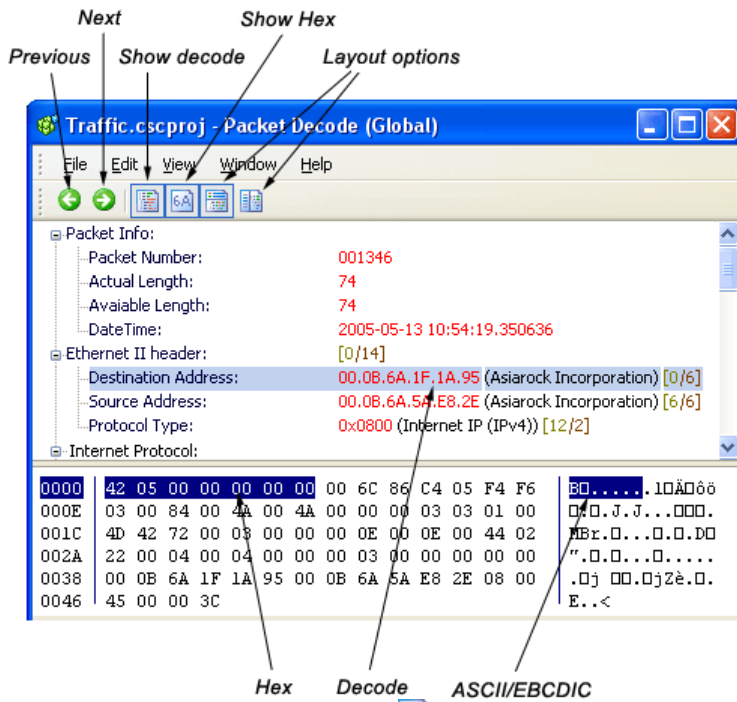 Next
Show Hex
Previous
Show decode
Layout options
Traffic.cscproj - Packet Decode (Global)
File Edit View Window Help
6A
Packet Info:
Packet Number: 001346
Actual Length: 74
Avaiable Length: 74
DateTime: 2005-05-13 10:54:19.350636
Ethernet II header: [0/14]
Destination Address: 00.0B.6A.1F.1A.95 (Asiarock Incorporation) [0/6]
Source Address: 00.0B.6A.5A.E8.2E (Asiarock Incorporation) [6/6]
Protocol Type: 0x0800 (Internet IP (IPv4)) [12/2]
Internet Protocol:
0000 42 05 00 00 00 00 00 00 6C 86 C4 05 F4 F6 B□......l□Ä□ôö
000E 03 00 84 00 4A 00 4A 00 00 00 03 03 01 00 □.□.J.J...□□□.
001C 4D 42 72 00 03 00 00 00 0E 00 0E 00 44 02 MBr.□...□.□.D□
002A 22 00 04 00 04 00 00 00 03 00 00 00 00 00 ".□.□...□.....
0038 00 0B 6A 1F 1A 95 00 0B 6A 5A E8 2E 08 00 .□j □□.□jZè.□.
0046 45 00 00 3C E..<
Hex
Decode
ASCII/EBCDIC